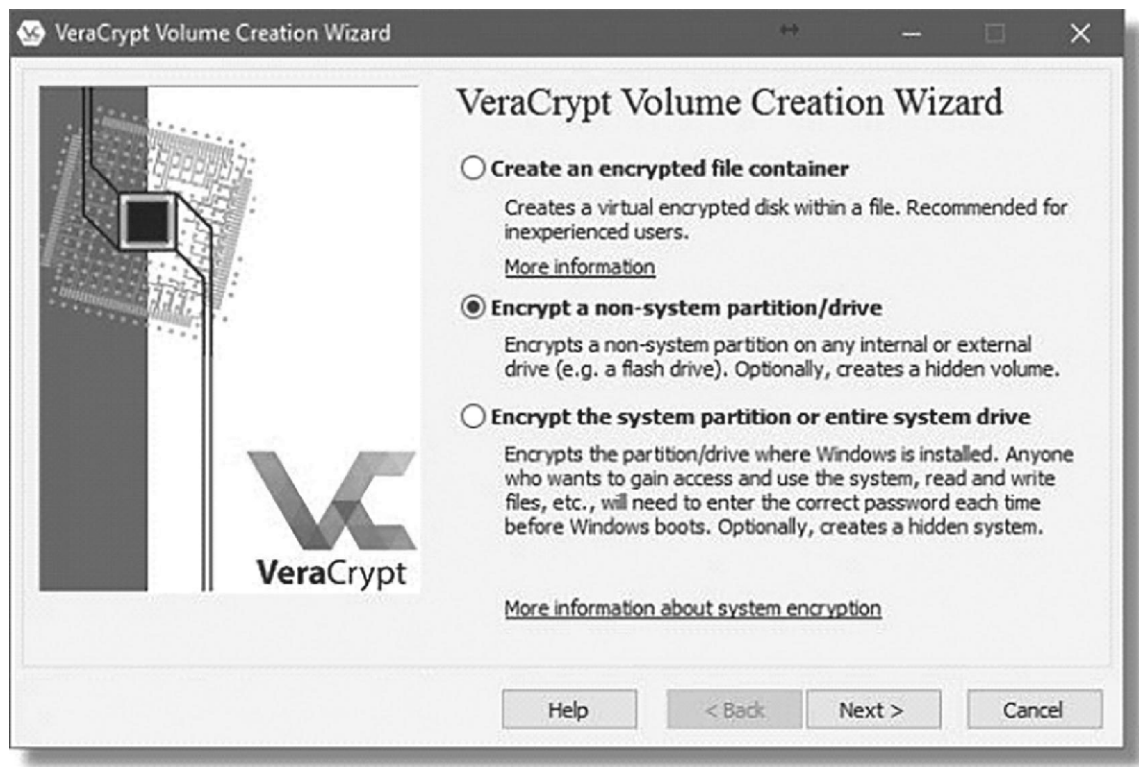 VeraCrypt Volume Creation Wizard
VeraCrypt Volume Creation Wizard
Create an encrypted file container
Creates a virtual encrypted disk within a file. Recommended for
inexperienced users.
More information
Encrypt a non-system partition/drive
Encrypts a non-system partition on any internal or external
drive (e.g. a flash drive). Optionally, creates a hidden volume.
Encrypt the system partition or entire system drive
Encrypts the partition/drive where Windows is installed. Anyone
who wants to gain access and use the system, read and write
files, etc., will need to enter the correct password each time
before Windows boots. Optionally, creates a hidden system.
VeraCrypt
More information about system encryption
Help
< Back
Next >
Cancel